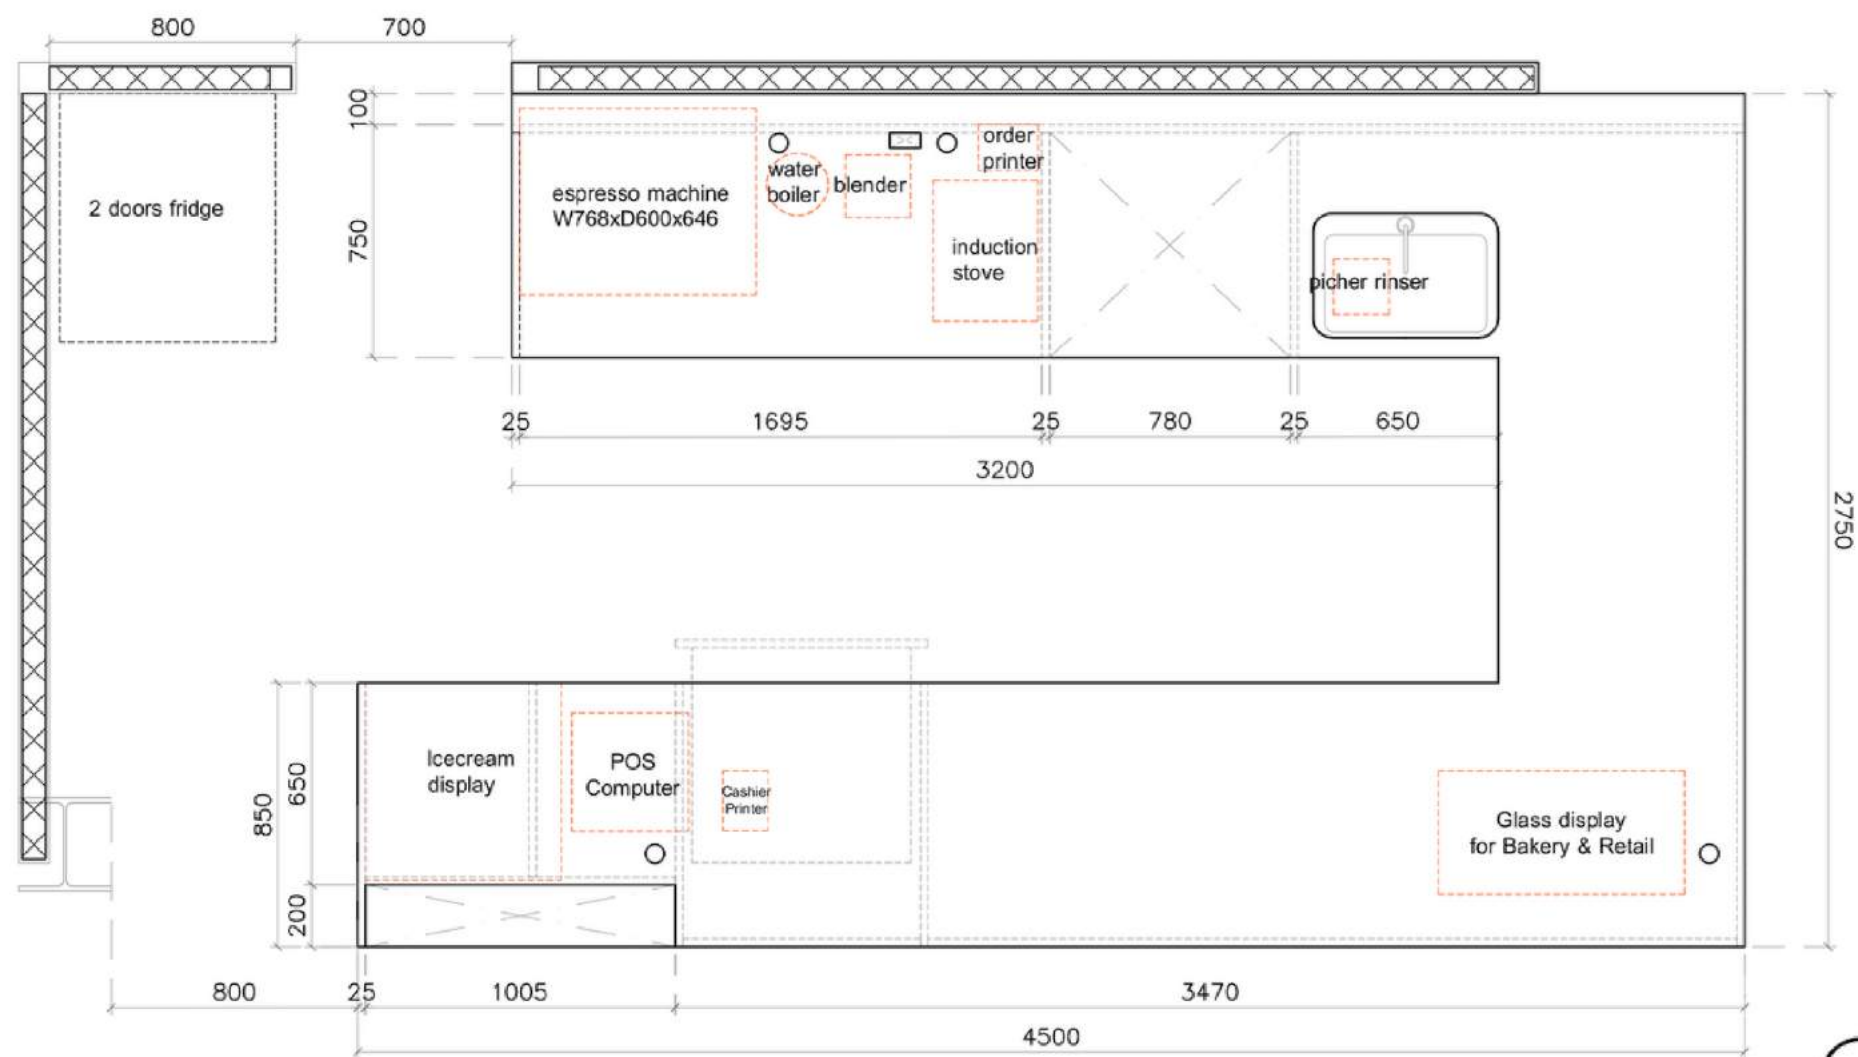 800
700
100
750
2 doors fridge
espresso machine
W768xD600x646
water
boiler
blender
order
printer
induction
stove
picher rinser
25
1695
25
780
25
650
3200
2750
Icecream
display
POS
Computer
Cashier
Printer
Glass display
for Bakery & Retail
850
650
200
800
25
1005
3470
4500